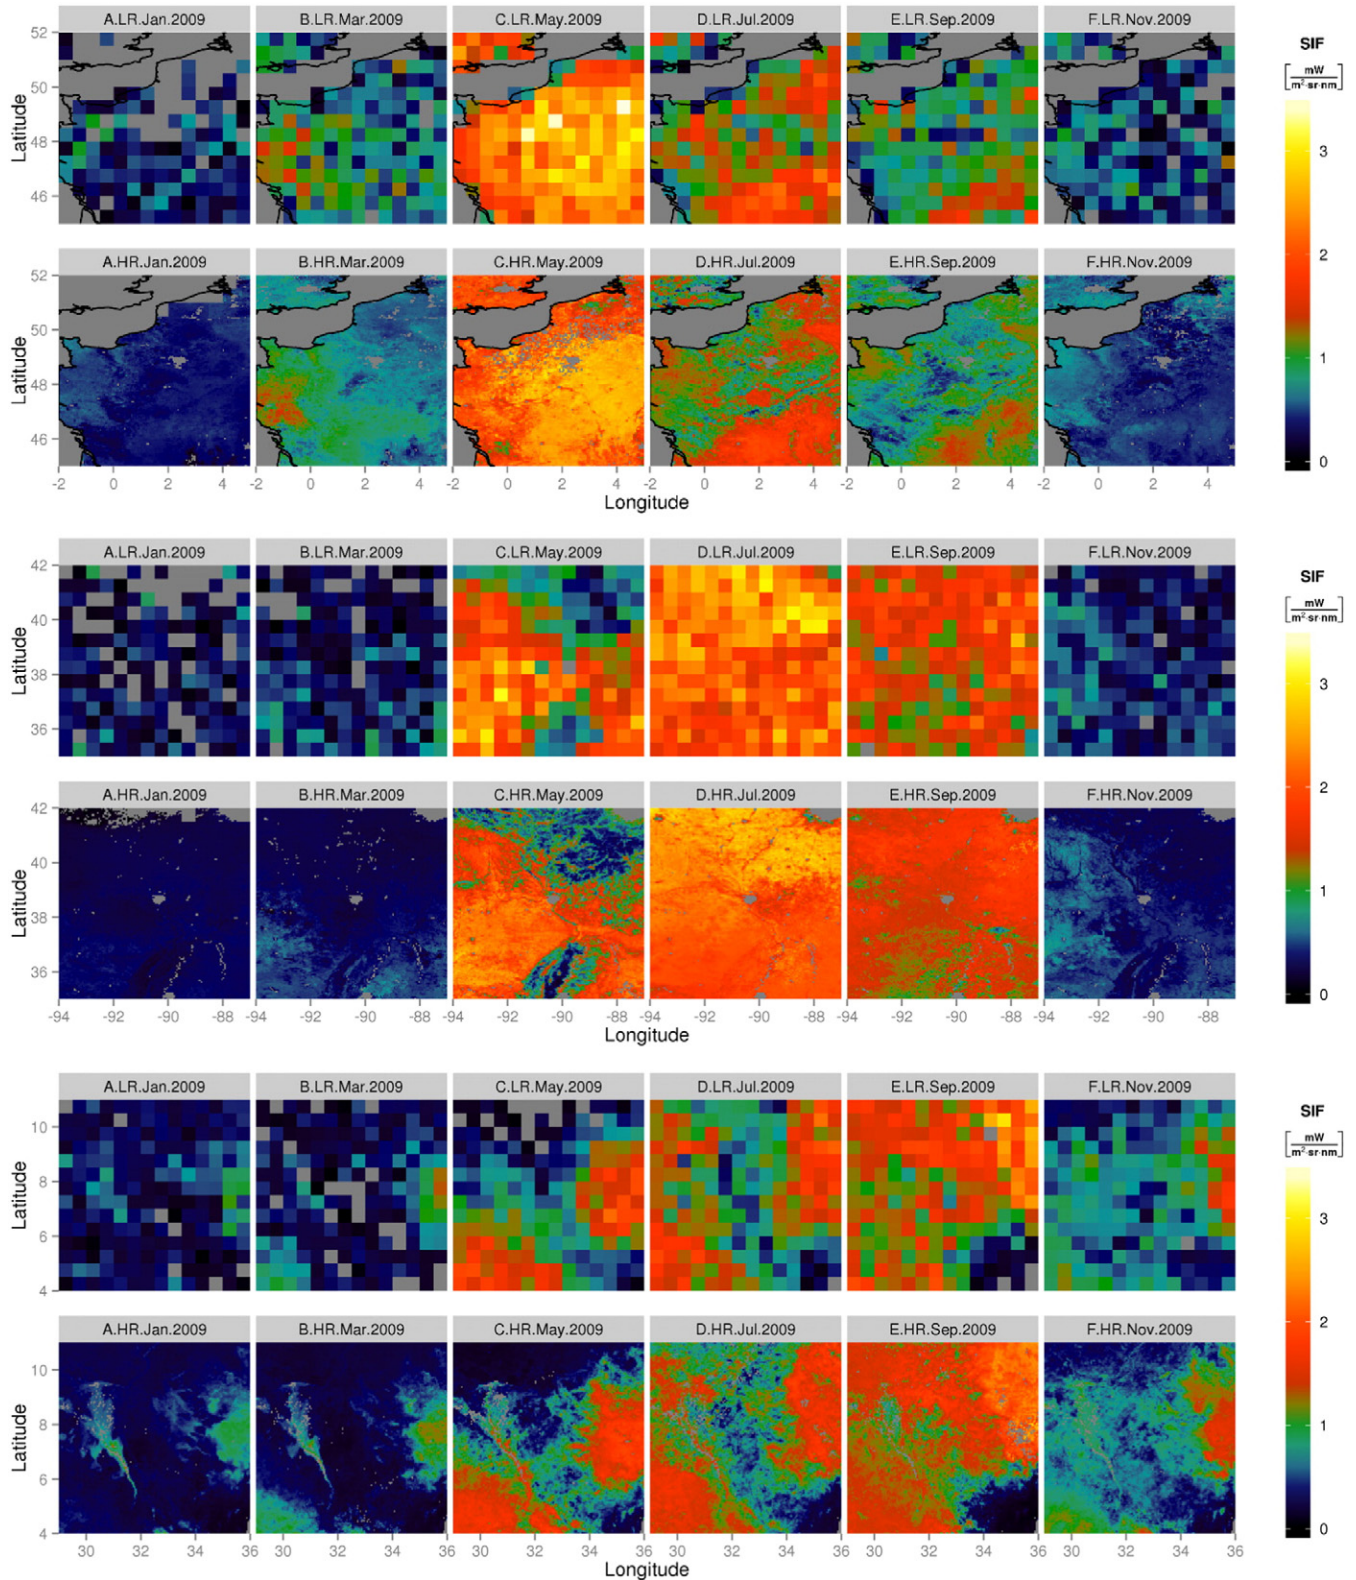 A.LR.Jan.2009 B.LR.Mar.2009 C.LR.May.2009 D.LR.Jul.2009 E.LR.Sep.2009 F.LR.Nov.2009
SIF
mW
m²·sr·nm
52
50
48
46
Latitude
3
2
1
0
A.HR.Jan.2009 B.HR.Mar.2009 C.HR.May.2009 D.HR.Jul.2009 E.HR.Sep.2009 F.HR.Nov.2009
52
50
48
46
Latitude
-2 0 2 4 -2 0 2 4 -2 0 2 4 -2 0 2 4 -2 0 2 4 -2 0 2 4
Longitude
A.LR.Jan.2009 B.LR.Mar.2009 C.LR.May.2009 D.LR.Jul.2009 E.LR.Sep.2009 F.LR.Nov.2009
SIF
mW
m²·sr·nm
42
40
38
36
Latitude
3
2
1
0
A.HR.Jan.2009 B.HR.Mar.2009 C.HR.May.2009 D.HR.Jul.2009 E.HR.Sep.2009 F.HR.Nov.2009
42
40
38
36
Latitude
-94 -92 -90 -88 -94 -92 -90 -88 -94 -92 -90 -88 -94 -92 -90 -88 -94 -92 -90 -88 -94 -92 -90 -88
Longitude
A.LR.Jan.2009 B.LR.Mar.2009 C.LR.May.2009 D.LR.Jul.2009 E.LR.Sep.2009 F.LR.Nov.2009
SIF
mW
m²·sr·nm
10
8
6
4
Latitude
3
2
1
0
A.HR.Jan.2009 B.HR.Mar.2009 C.HR.May.2009 D.HR.Jul.2009 E.HR.Sep.2009 F.HR.Nov.2009
10
8
6
4
Latitude
30 32 34 36 30 32 34 36 30 32 34 36 30 32 34 36 30 32 34 36 30 32 34 36
Longitude